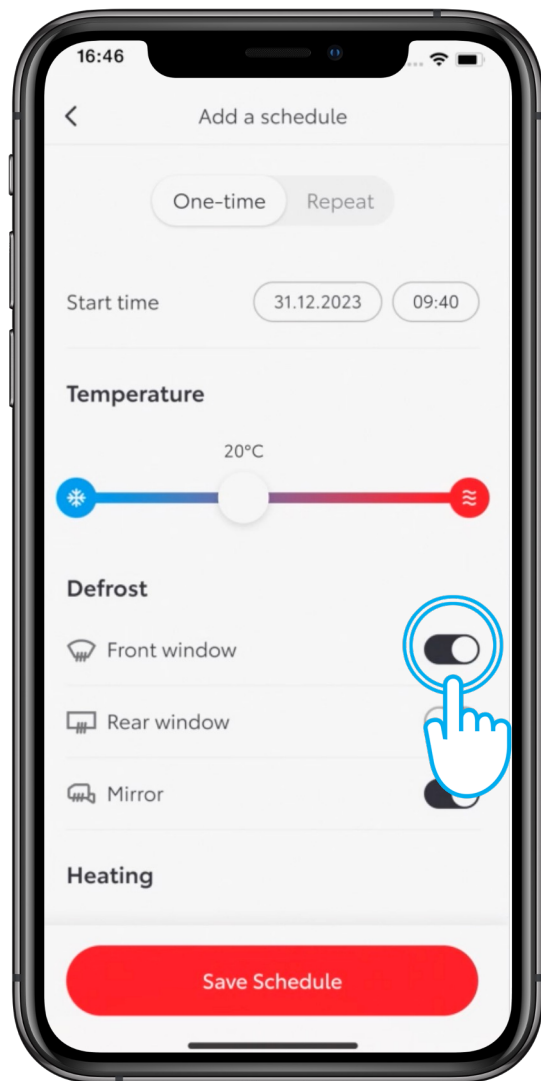 16:46
Add a schedule
One-time Repeat
Start time 31.12.2023 09:40
Temperature
20°C
Defrost
Front window
Rear window
Mirror
Heating
Save Schedule